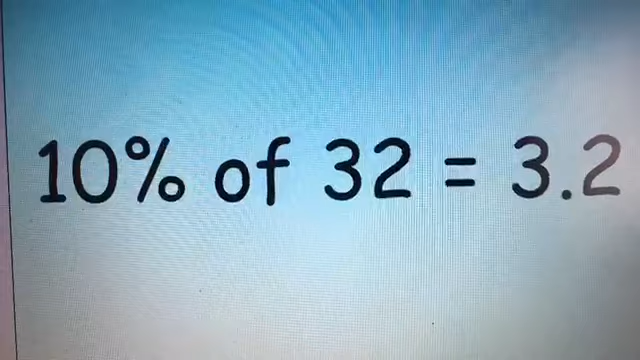 10% of 32 = 3.2